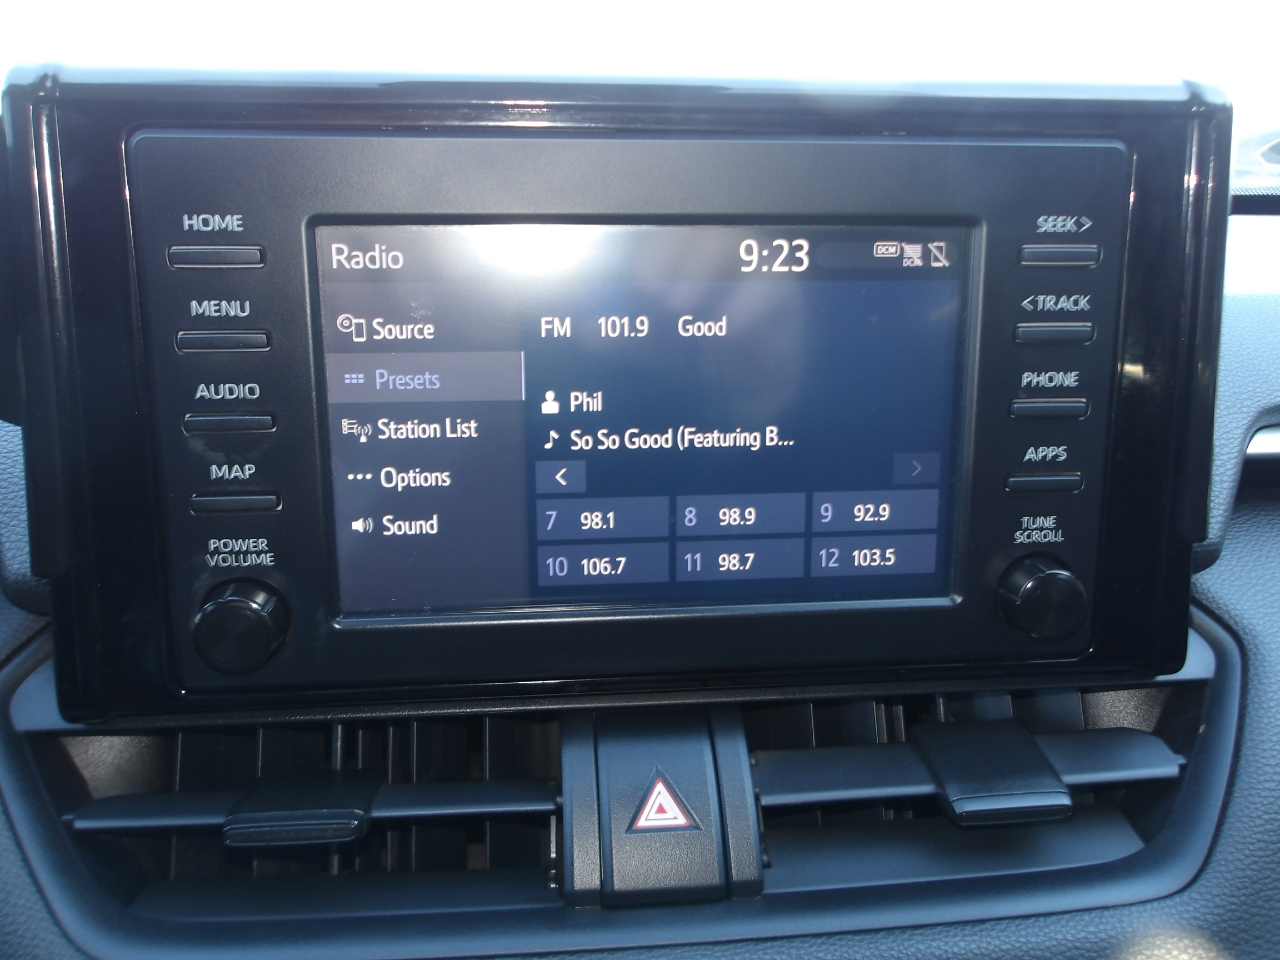 HOME
MENU
AUDIO
MAP
POWER
VOLUME
Radio
9:23
DCM
DCM
Source
Presets
Station List
Options
Sound
FM 101.9 Good
Phil
So So Good (Featuring B...
<
>
7 98.1 8 98.9 9 92.9
10 106.7 11 98.7 12 103.5
SEEK>
<TRACK
PHONE
APPS
TUNE
SCROLL